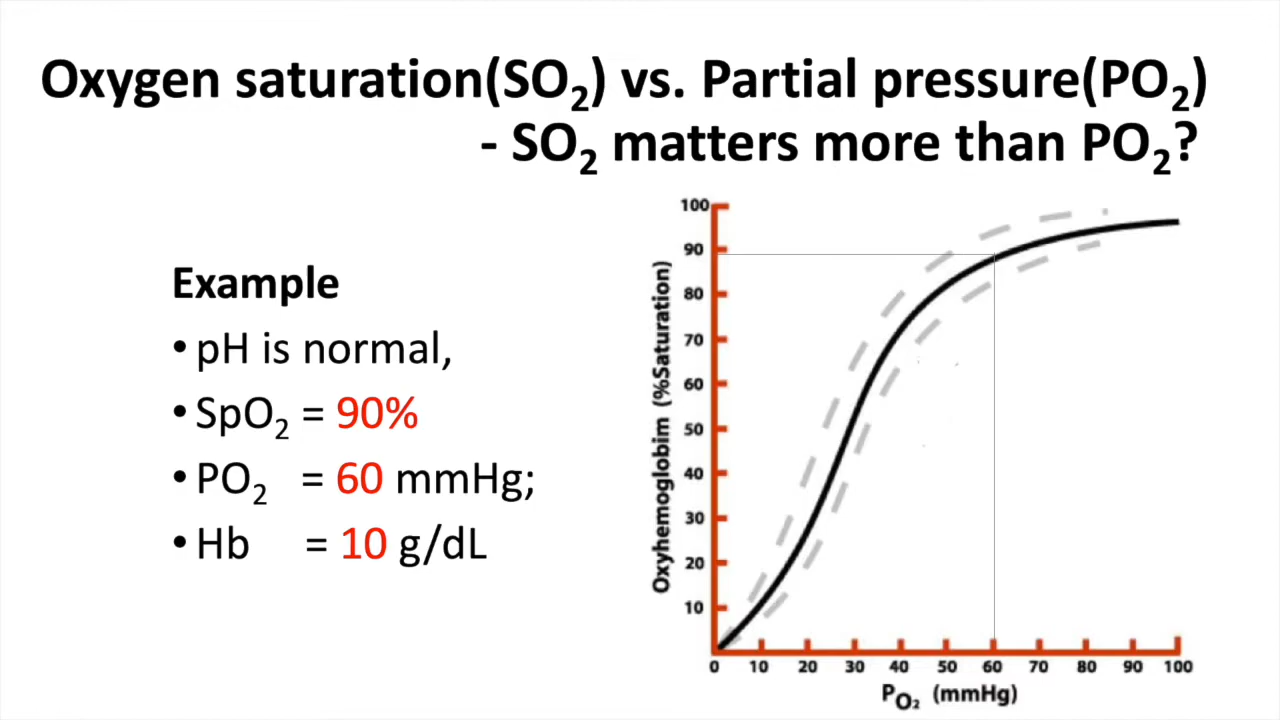 Oxygen saturation(SO₂) vs. Partial pressure(PO₂)
- SO₂ matters more than PO₂?
Example
• pH is normal,
• SpO₂ = 90%
• PO₂ = 60 mmHg;
• Hb = 10 g/dL
Oxyhemoglobim (%Saturation)
100
90
80
70
60
50
40
30
20
10
0 10 20 30 40 50 60 70 80 90 100
PO₂ (mmHg)